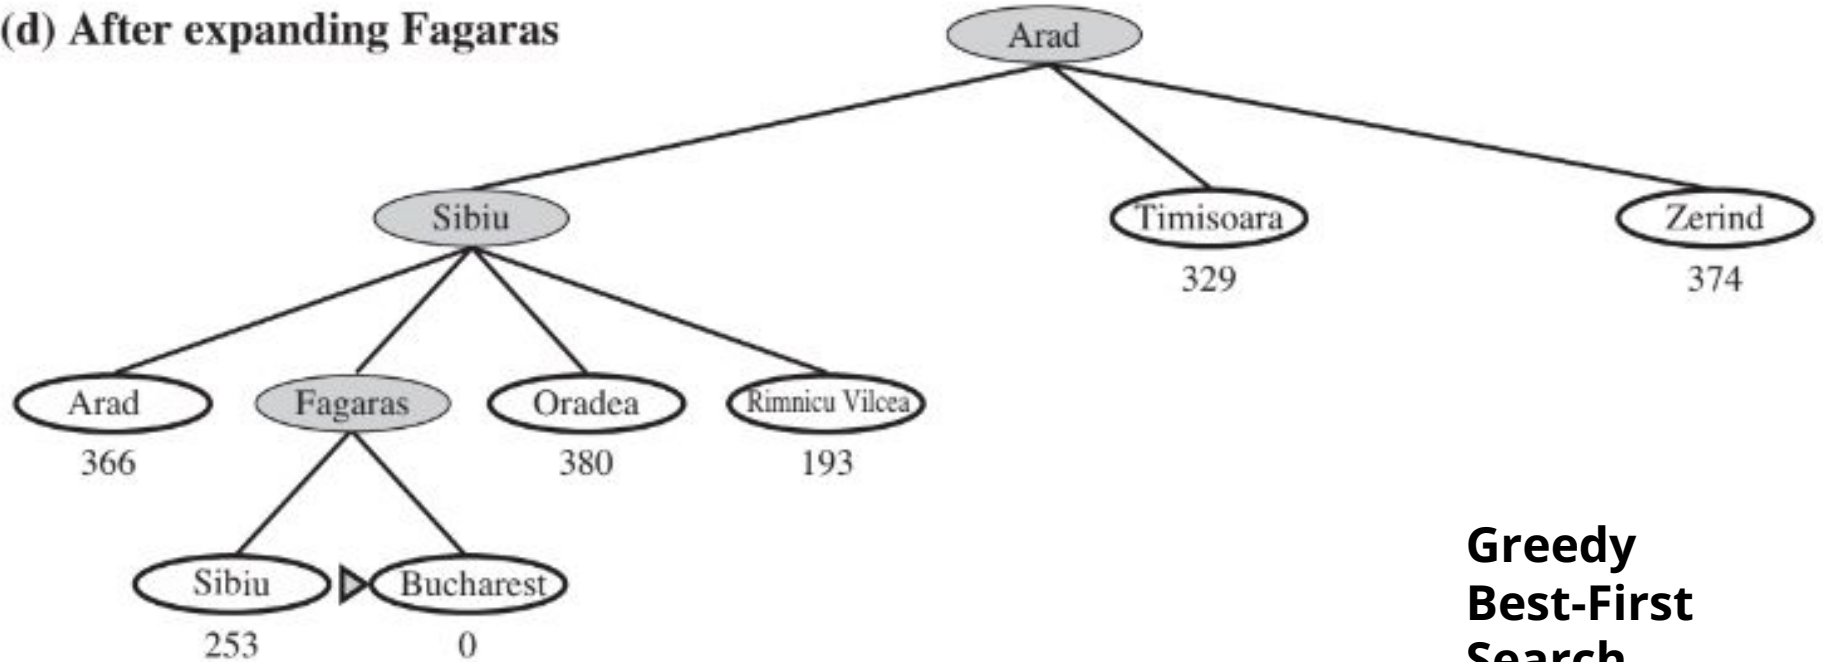 (d) After expanding Fagaras
Arad
Sibiu
Timisoara
Zerind
329
374
Arad
Fagaras
Oradea
Rimnicu Vilcea
366
380
193
Sibiu
Bucharest
253
0
Greedy
Best-First
Search